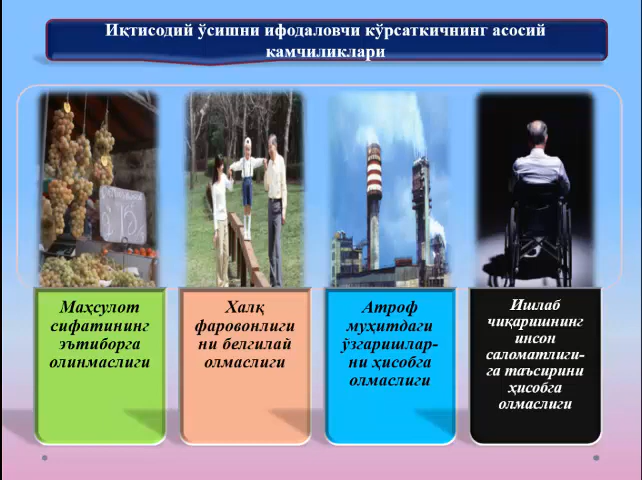 Иқтисодий ўсишни ифодаловчи кўрсаткичнинг асосий
камчиликлари
Маҳсулот
сифатининг
эътиборга
олинмаслиги
Халқ
фаровонлиги
ни белгилай
олмаслиги
Атроф
муҳитдаги
ўзгаришлар-
ни ҳисобга
олмаслиги
Ишлаб
чиқаришнинг
инсон
саломатлиги-
га таъсирини
ҳисобга
олмаслиги